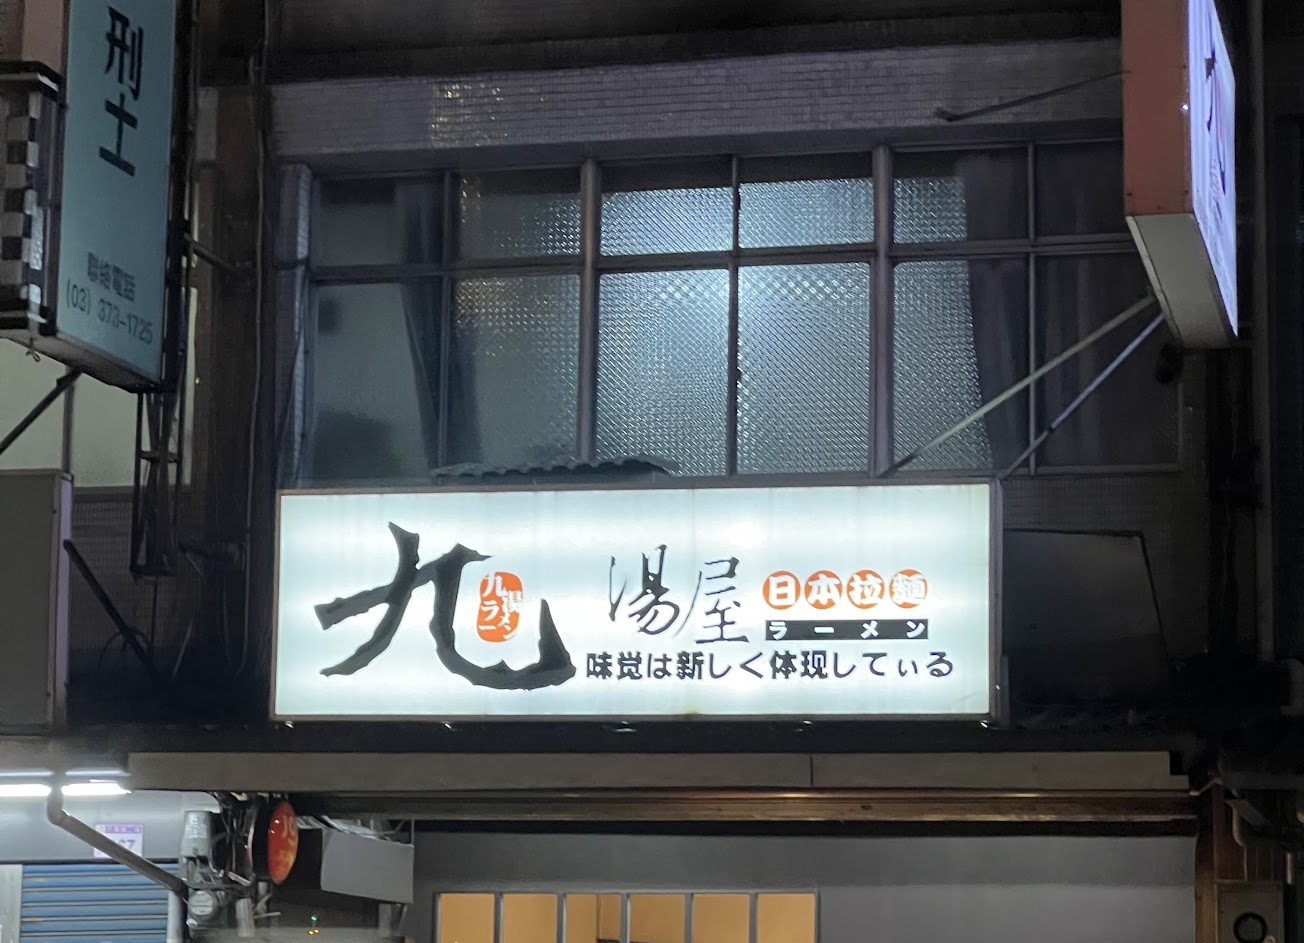 刑士
聯絡電話
(03) 373-1725
九
九湯
ラーメン
湯屋
日本拉麵
ラーメン
味覚は新しく体現してぃる